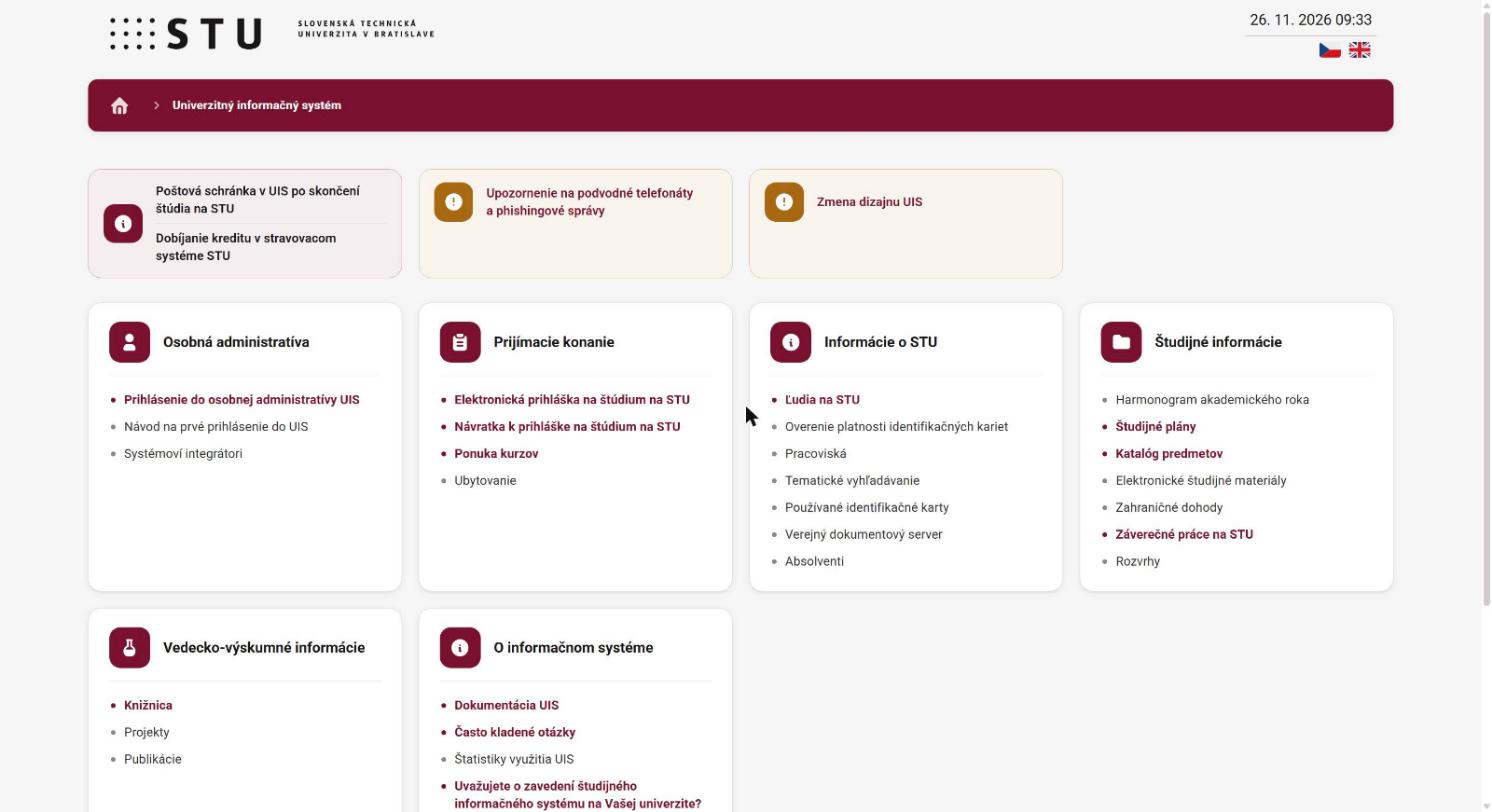 STU
SLOVENSKÁ TECHNICKÁ
UNIVERZITA V BRATISLAVE
26. 11. 2026 09:33
Univerzitný informačný systém
Poštová schránka v UIS po skončení
štúdia na STU
Dobíjanie kreditu v stravovacom
systéme STU
Upozornenie na podvodné telefonáty
a phishingové správy
Zmena dizajnu UIS
Osobná administratíva
Prihlásenie do osobnej administratívy UIS
Návod na prvé prihlásenie do UIS
Systémoví integrátori
Prijímacie konanie
Elektronická prihláška na štúdium na STU
Návratka k prihláške na štúdium na STU
Ponuka kurzov
Ubytovanie
Informácie o STU
Ľudia na STU
Overenie platnosti identifikačných kariet
Pracoviská
Tematické vyhľadávanie
Používané identifikačné karty
Verejný dokumentový server
Absolventi
Študijné informácie
Harmonogram akademického roka
Študijné plány
Katalóg predmetov
Elektronické študijné materiály
Zahraničné dohody
Záverečné práce na STU
Rozvrhy
Vedecko-výskumné informácie
Knižnica
Projekty
Publikácie
O informačnom systéme
Dokumentácia UIS
Často kladené otázky
Štatistiky využitia UIS
Uvažujete o zavedení študijného
informačného systému na Vašej univerzite?